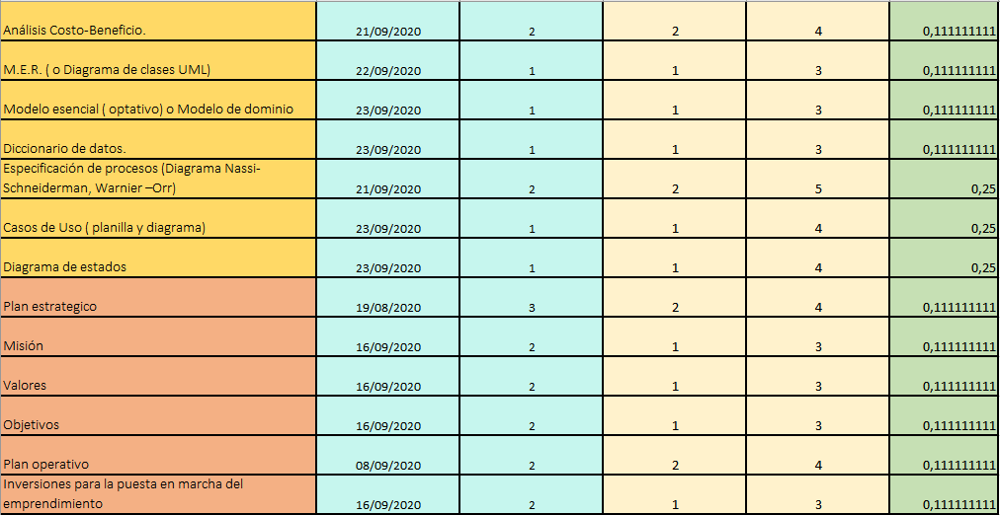 Análisis Costo-Beneficio. 21/09/2020 2 2 4 0,111111111
M.E.R. ( o Diagrama de clases UML) 22/09/2020 1 1 3 0,111111111
Modelo esencial ( optativo) o Modelo de dominio 23/09/2020 1 1 3 0,111111111
Diccionario de datos. 23/09/2020 1 1 3 0,111111111
Especificación de procesos (Diagrama Nassi-
Schneiderman, Warnier –Orr) 21/09/2020 2 2 5 0,25
Casos de Uso ( planilla y diagrama) 23/09/2020 1 1 4 0,25
Diagrama de estados 23/09/2020 1 1 4 0,25
Plan estrategico 19/08/2020 3 2 4 0,111111111
Misión 16/09/2020 2 1 3 0,111111111
Valores 16/09/2020 2 1 3 0,111111111
Objetivos 16/09/2020 2 1 3 0,111111111
Plan operativo 08/09/2020 2 2 4 0,111111111
Inversiones para la puesta en marcha del
emprendimiento 16/09/2020 2 1 3 0,111111111